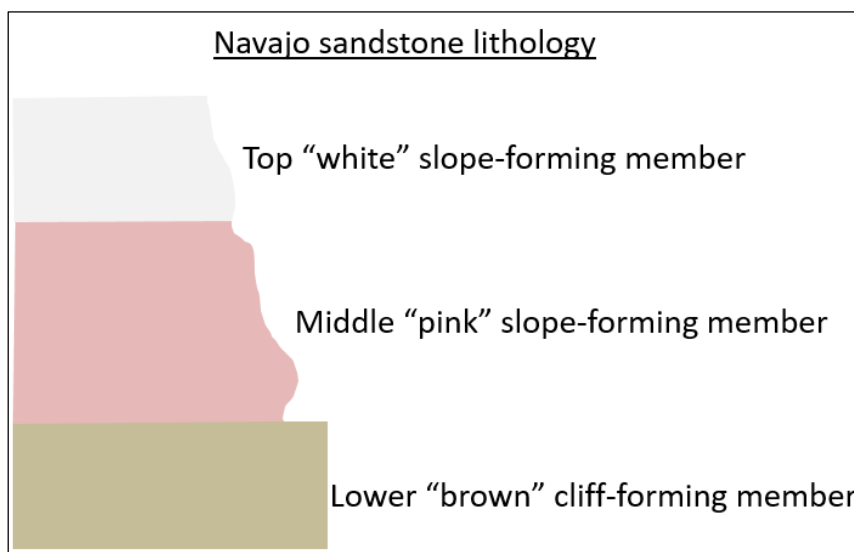 Navajo sandstone lithology
Top “white” slope-forming member
Middle “pink” slope-forming member
Lower “brown” cliff-forming member